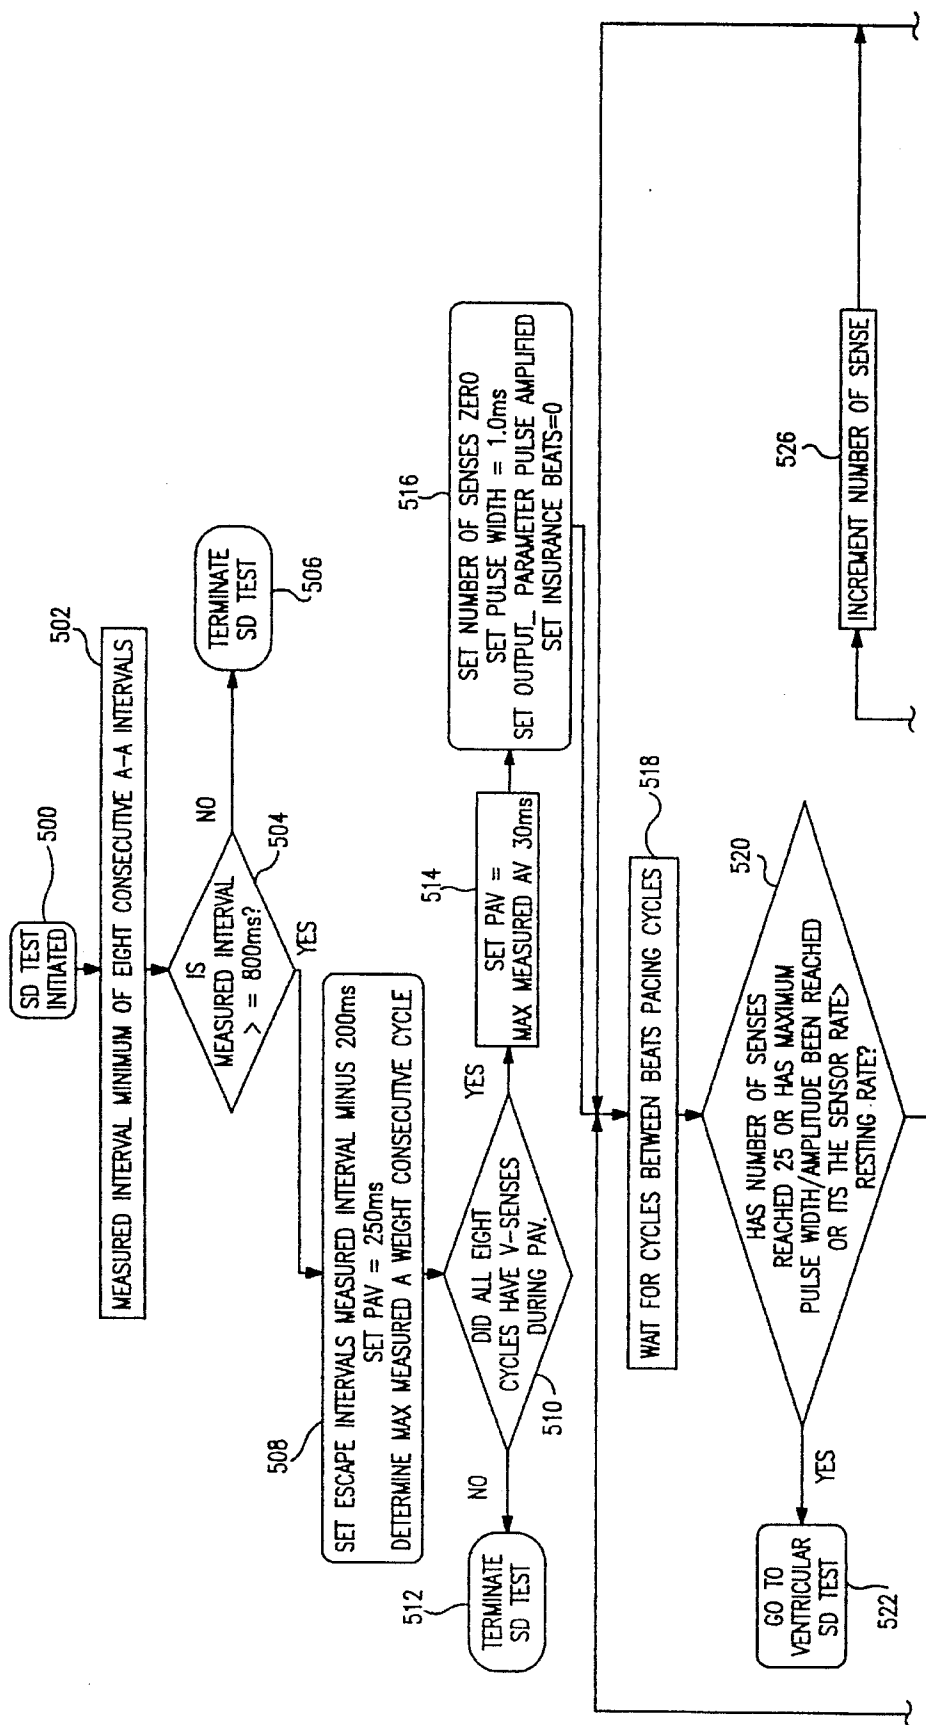 SD TEST
INITIATED
500
MEASURED INTERVAL MINIMUM OF EIGHT CONSECUTIVE A-A INTERVALS
502
IS
MEASURED INTERVAL
> = 800ms?
504
NO
TERMINATE
SD TEST
506
YES
SET ESCAPE INTERVALS MEASURED INTERVAL MINUS 200ms
SET PAV = 250ms
DETERMINE MAX MEASURED A WEIGHT CONSECUTIVE CYCLE
508
DID ALL EIGHT
CYCLES HAVE V-SENSES
DURING PAV.
510
NO
TERMINATE
SD TEST
512
YES
SET PAV =
MAX MEASURED AV 30ms
514
SET NUMBER OF SENSES ZERO
SET PULSE WIDTH = 1.0ms
SET OUTPUT_ PARAMETER PULSE AMPLIFIED
SET INSURANCE BEATS=0
516
WAIT FOR CYCLES BETWEEN BEATS PACING CYCLES
518
HAS NUMBER OF SENSES
REACHED 25 OR HAS MAXIMUM
PULSE WIDTH/AMPLITUDE BEEN REACHED
OR ITS THE SENSOR RATE>
RESTING RATE?
520
YES
GO TO
VENTRICULAR
SD TEST
522
INCREMENT NUMBER OF SENSE
526